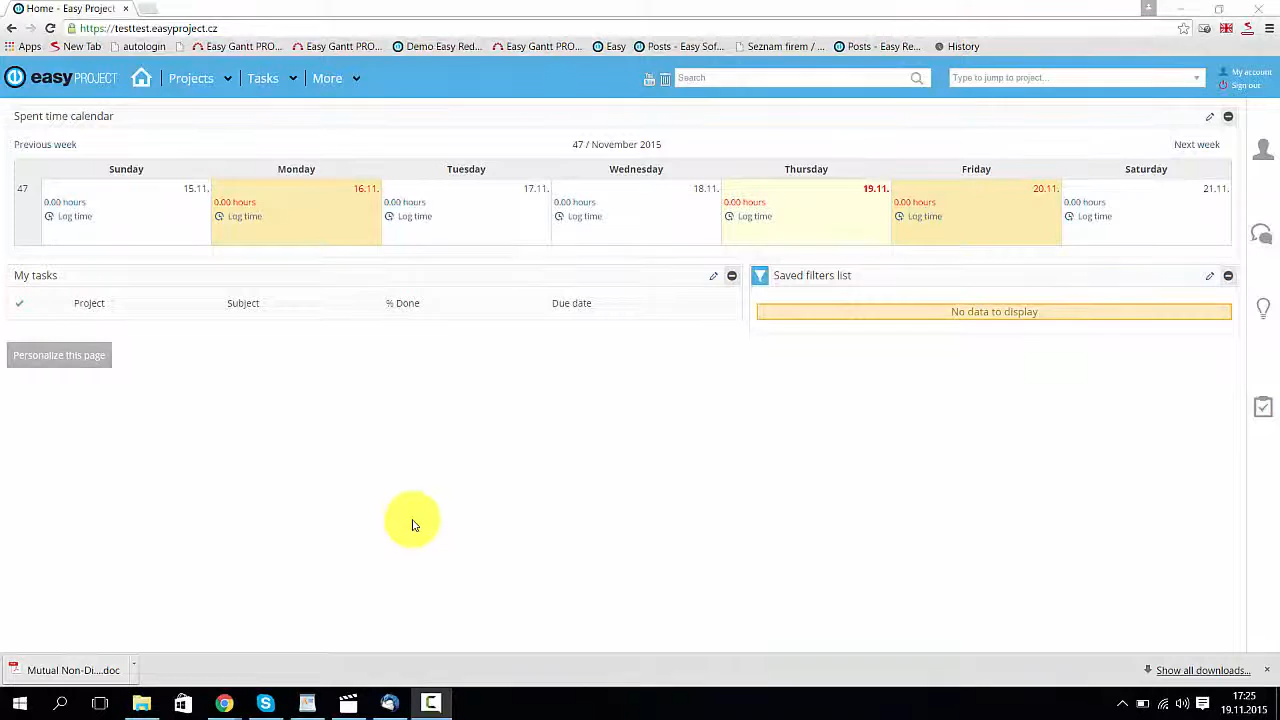 Home - Easy Project
https://testtest.easyproject.cz
Apps New Tab autologin Easy Gantt PRO... Easy Gantt PRO... Demo Easy Red... Easy Gantt PRO... Easy Posts - Easy Sof... Seznam firem / ... Posts - Easy Re... History
easyPROJECT Projects Tasks More Search Type to jump to project... My account
Sign out
Spent time calendar
Previous week 47 / November 2015 Next week
Sunday Monday Tuesday Wednesday Thursday Friday Saturday
47 15.11. 16.11. 17.11. 18.11. 19.11. 20.11. 21.11.
0.00 hours 0.00 hours 0.00 hours 0.00 hours 0.00 hours 0.00 hours 0.00 hours
Log time Log time Log time Log time Log time Log time Log time
My tasks Saved filters list
Project Subject % Done Due date
No data to display
Personalize this page
Mutual Non-Di....doc Show all downloads...
17:25
19.11.2015